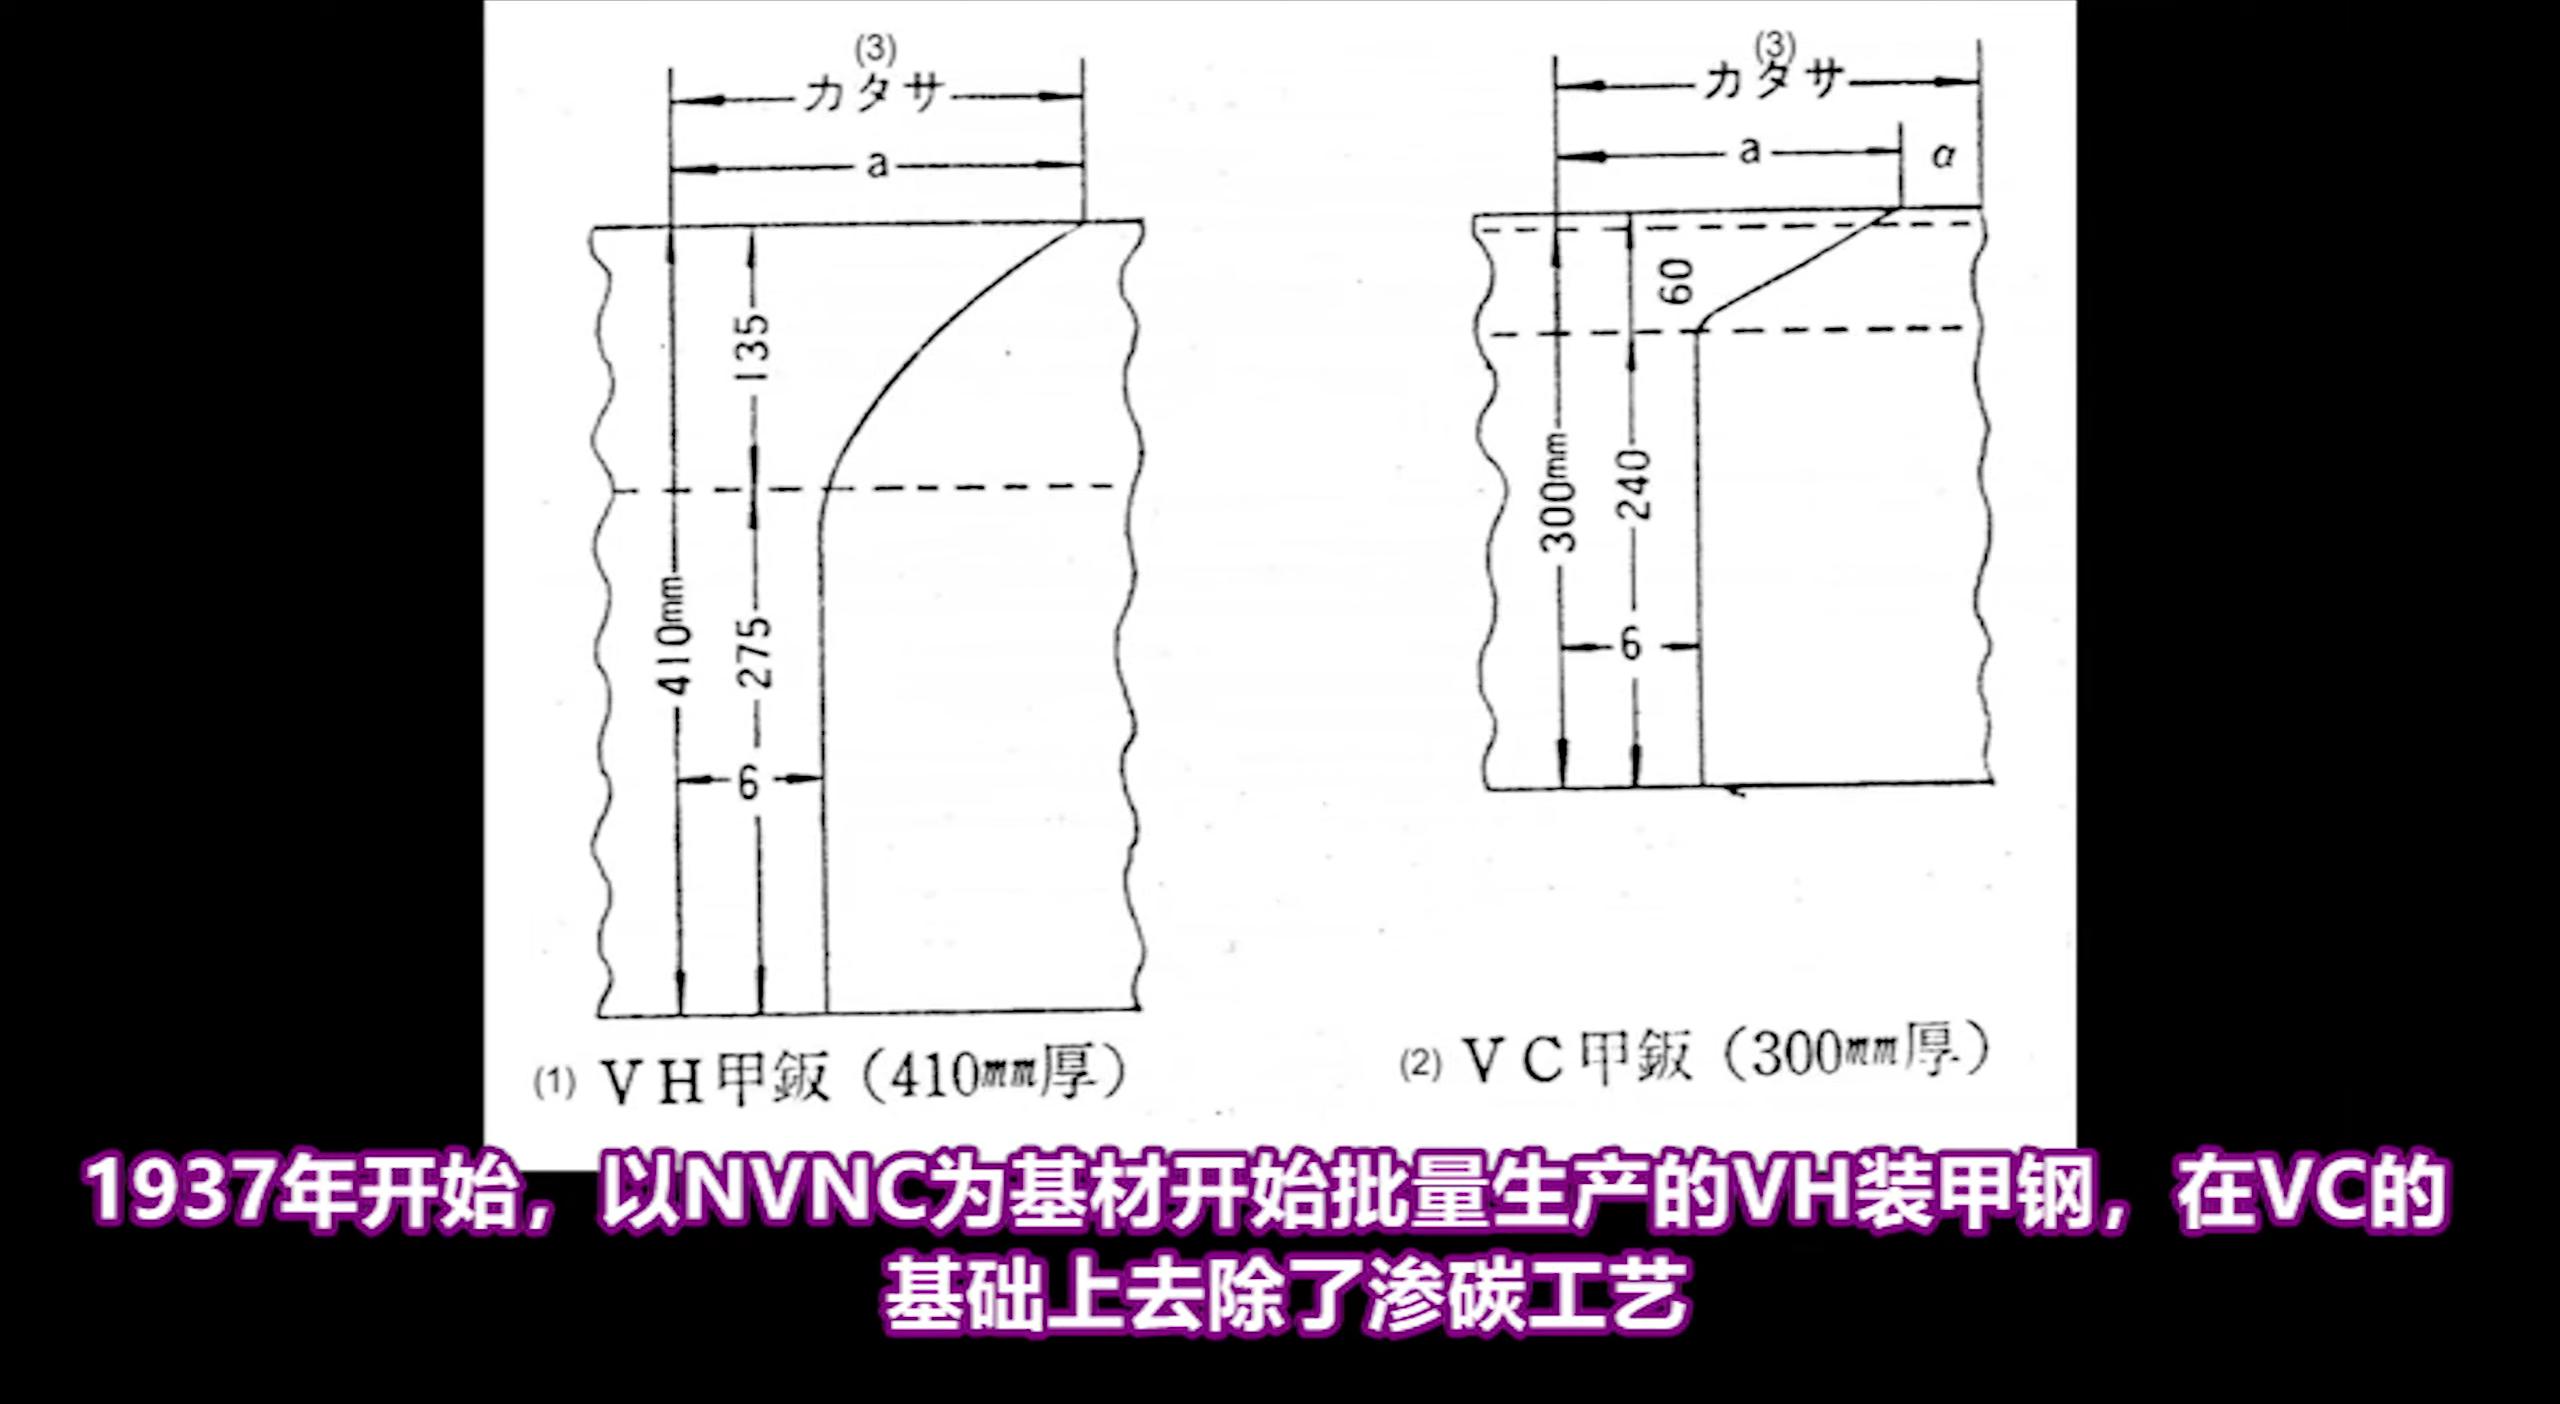 (3)
カタサ
a
135
410mm
275
6
(1) VH甲鈑（410mm厚）
(3)
カタサ
a
α
60
300mm
240
6
(2) VC甲鈑（300mm厚）
1937年开始，以NVNC为基材开始批量生产的VH装甲钢，在VC的
基础上去除了渗碳工艺